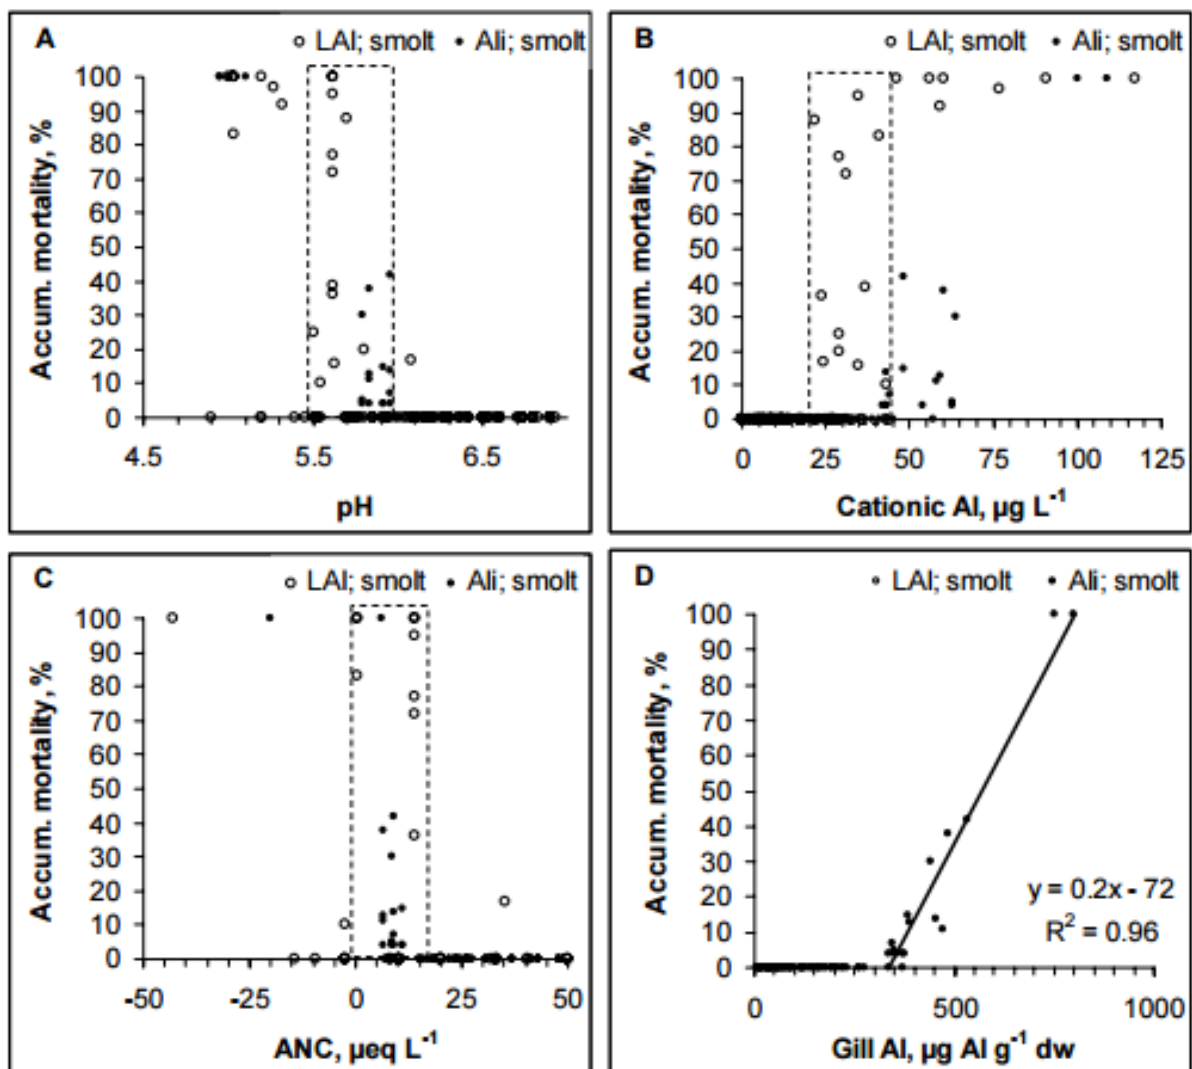 A
LAl; smolt Ali; smolt
100
90
80
70
60
50
40
30
20
10
0
4.5 5.5 6.5
Accum. mortality, %
pH
B
LAl; smolt Ali; smolt
100
90
80
70
60
50
40
30
20
10
0
0 25 50 75 100 125
Accum. mortality, %
Cationic Al, µg L⁻¹
C
LAl; smolt Ali; smolt
100
90
80
70
60
50
40
30
20
10
0
-50 -25 0 25 50
Accum. mortality, %
ANC, µeq L⁻¹
D
LAl; smolt Ali; smolt
100
90
80
70
60
50
40
30
20
10
0
0 500 1000
Accum. mortality, %
y = 0.2x - 72
R² = 0.96
Gill Al, µg Al g⁻¹ dw